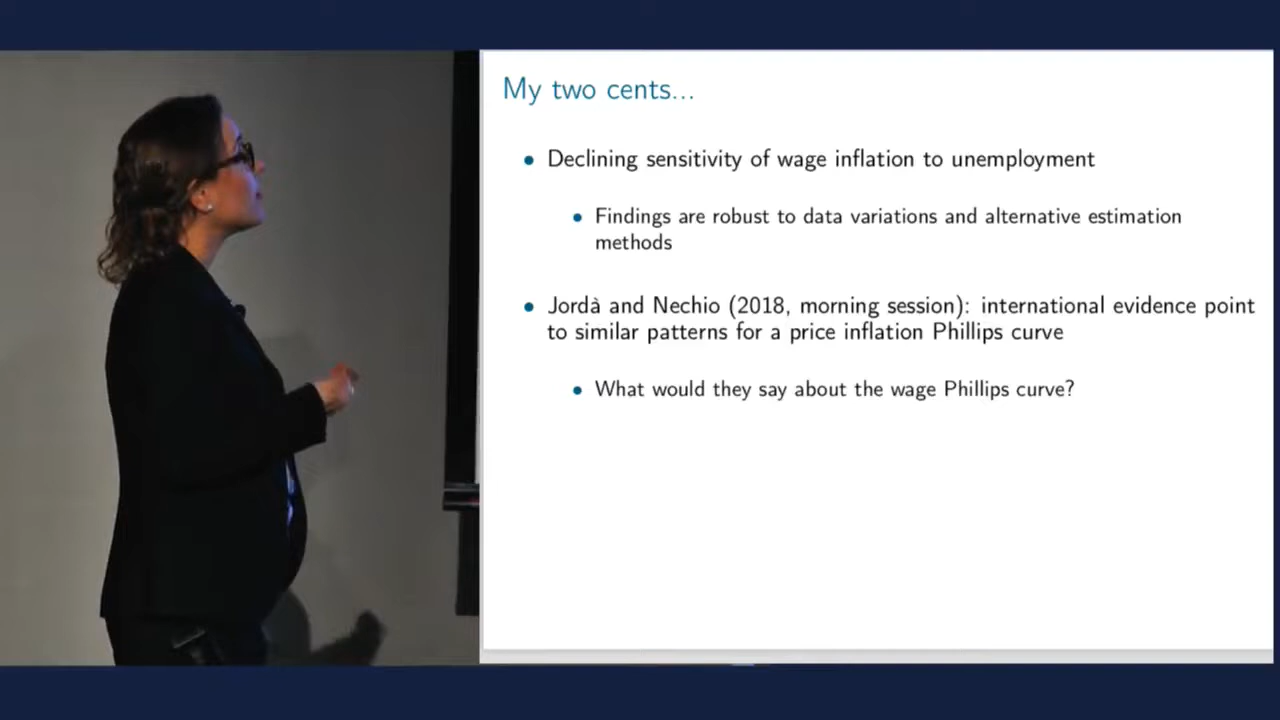 My two cents...
Declining sensitivity of wage inflation to unemployment
Findings are robust to data variations and alternative estimation
methods
Jordà and Nechio (2018, morning session): international evidence point
to similar patterns for a price inflation Phillips curve
What would they say about the wage Phillips curve?